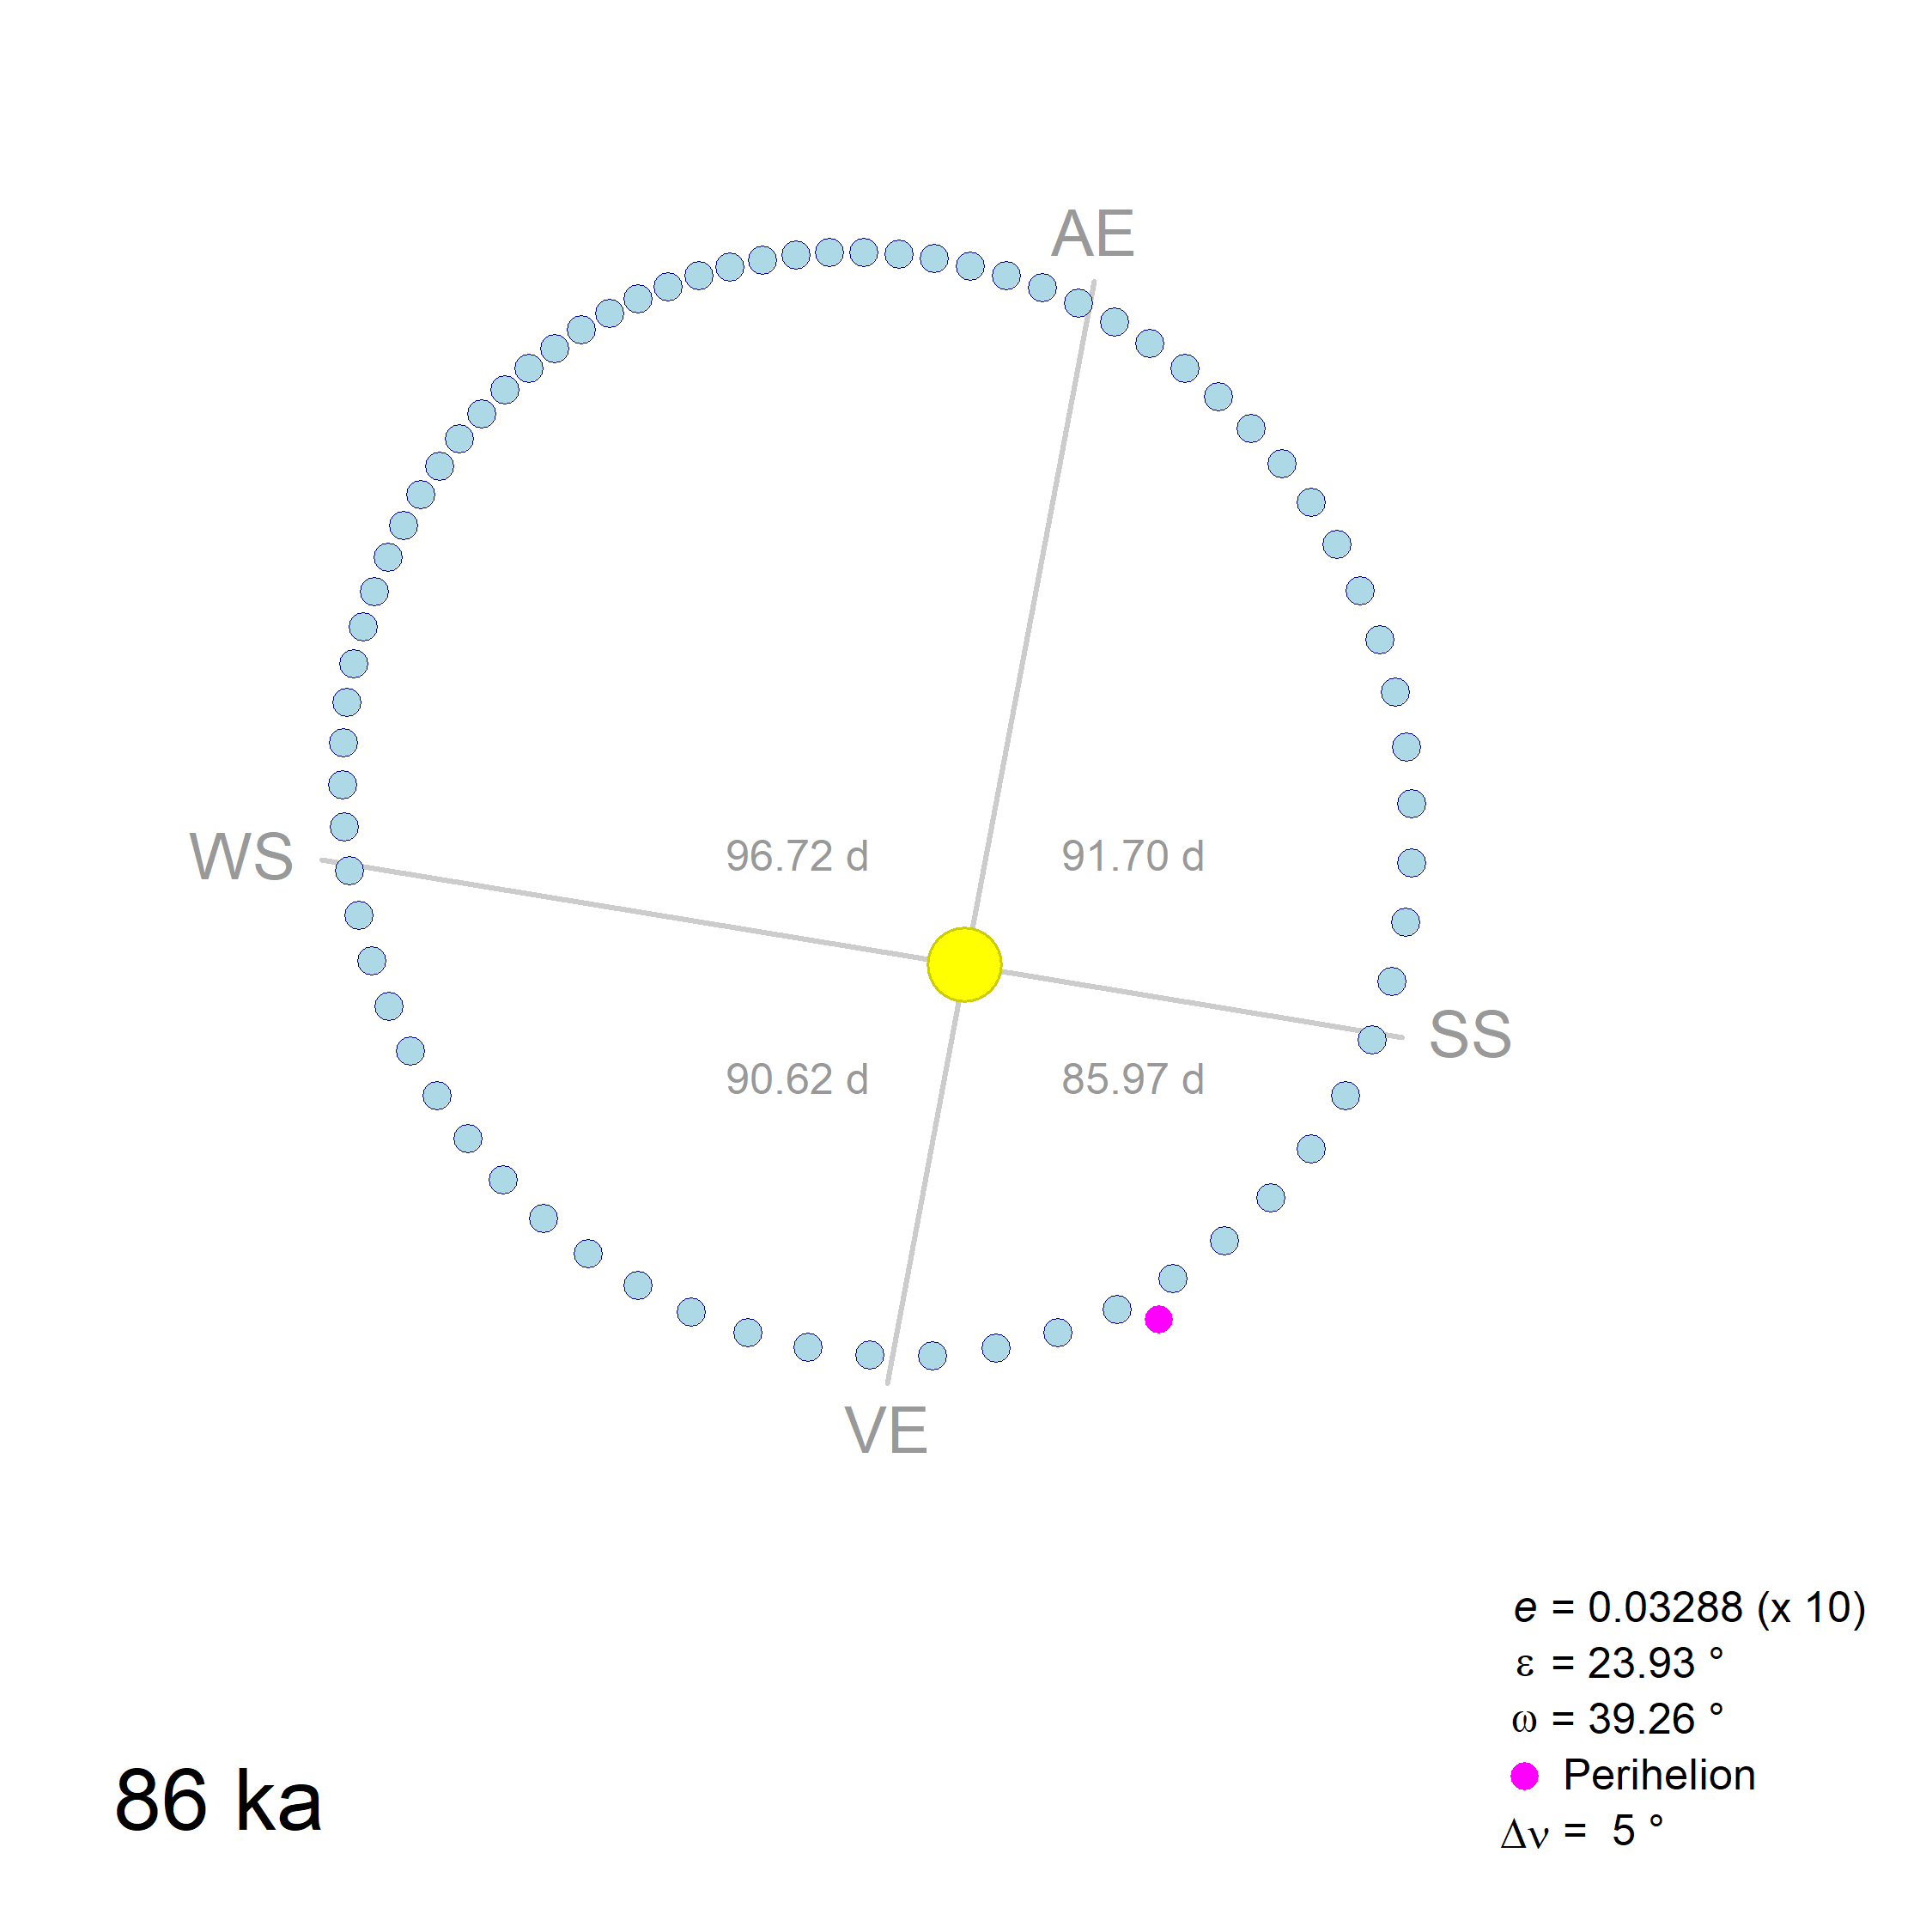 AE
WS
96.72 d
91.70 d
SS
90.62 d
85.97 d
VE
e = 0.03288 (x 10)
ε = 23.93 °
ω = 39.26 °
Perihelion
Δν = 5 °
86 ka